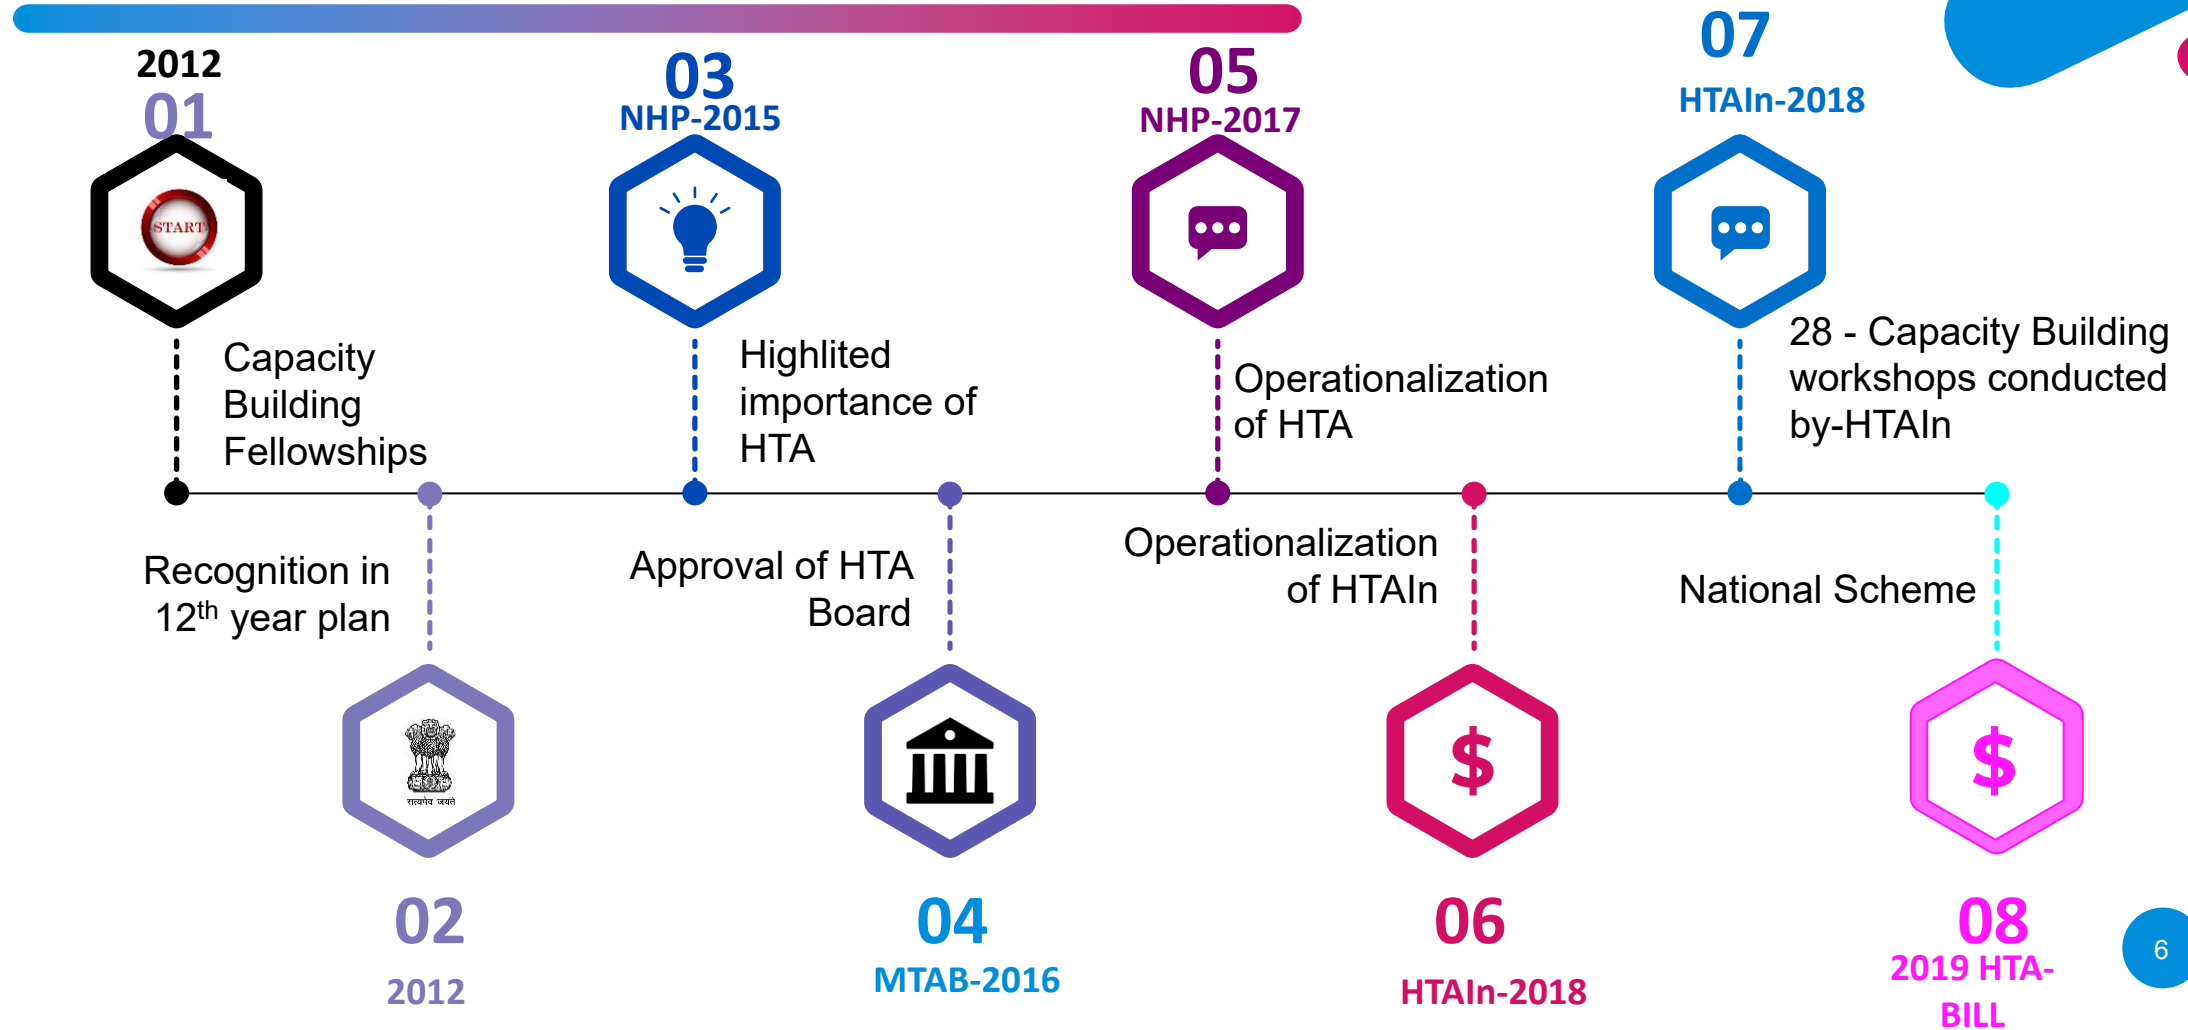 2012
01
START
Capacity
Building
Fellowships
Recognition in
12th year plan
सत्यमेव जयते
02
2012
03
NHP-2015
Highlited
importance of
HTA
Approval of HTA
Board
04
MTAB-2016
05
NHP-2017
Operationalization
of HTA
Operationalization
of HTAIn
$
06
HTAIn-2018
07
HTAIn-2018
28 - Capacity Building
workshops conducted
by-HTAIn
National Scheme
$
08
2019 HTA-
BILL
6